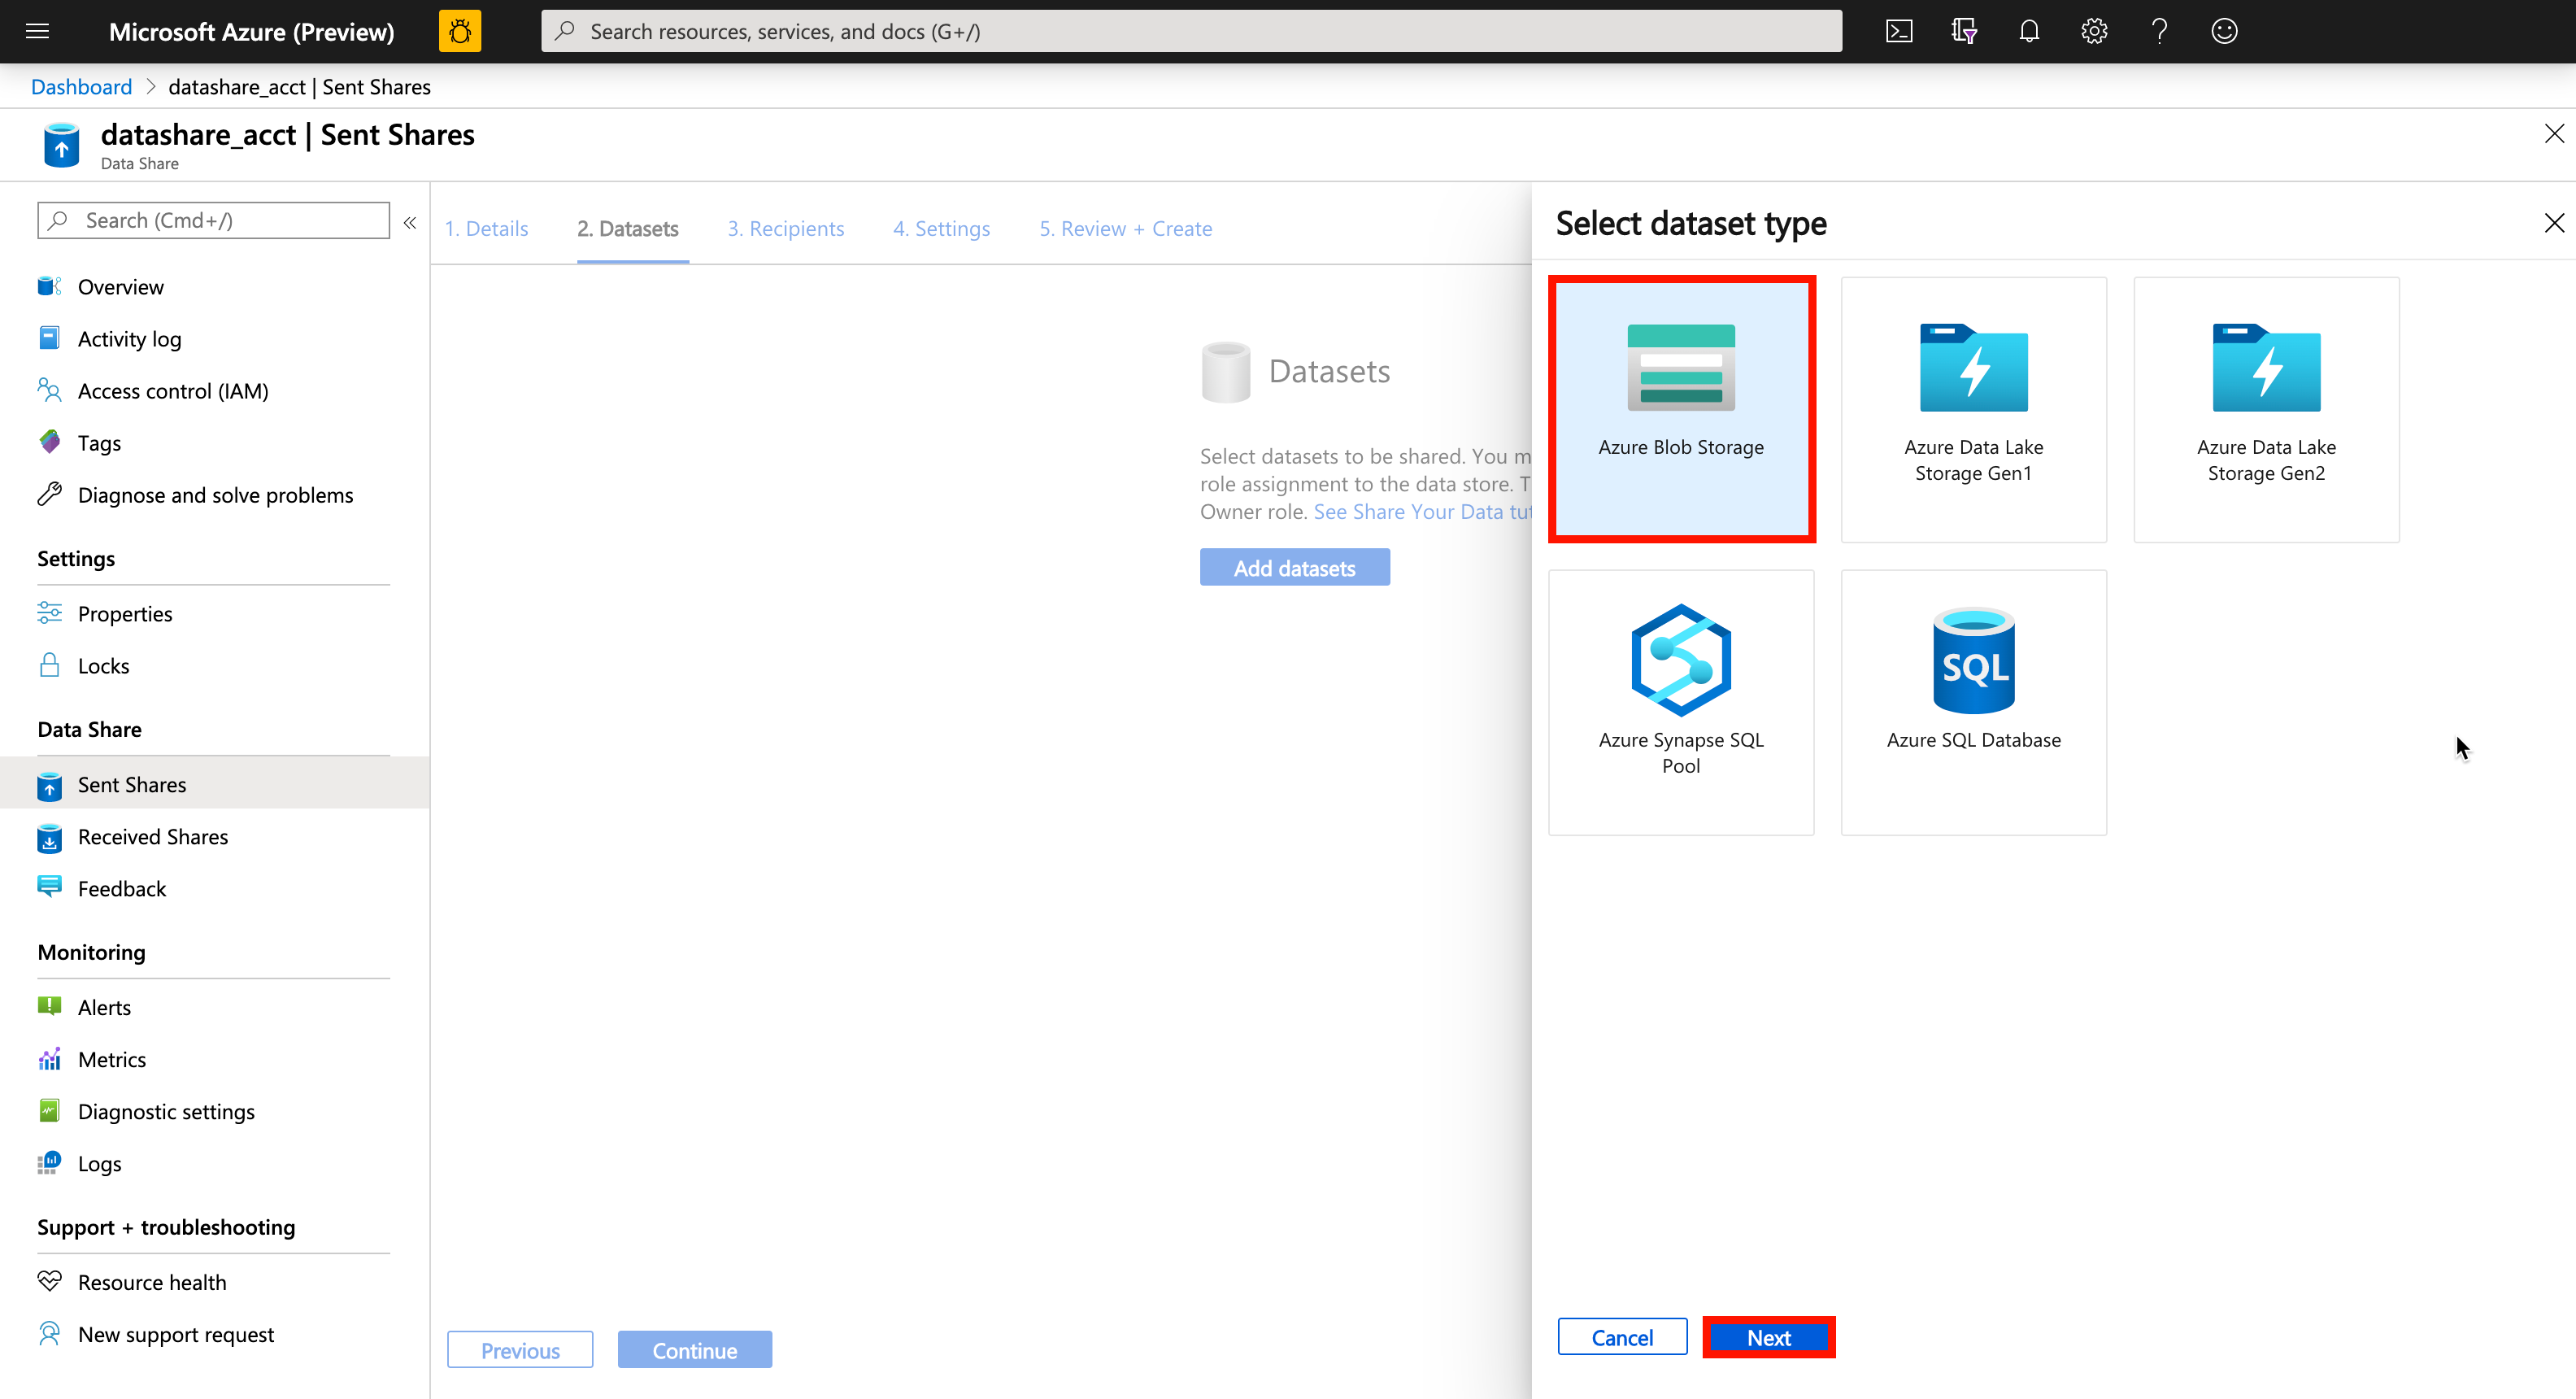 Microsoft Azure (Preview)
Search resources, services, and docs (G+/)
Dashboard > datashare_acct | Sent Shares
datashare_acct | Sent Shares
Data Share
Search (Cmd+/)
«
Overview
Activity log
Access control (IAM)
Tags
Diagnose and solve problems
Settings
Properties
Locks
Data Share
Sent Shares
Received Shares
Feedback
Monitoring
Alerts
Metrics
Diagnostic settings
Logs
Support + troubleshooting
Resource health
New support request
1. Details
2. Datasets
3. Recipients
4. Settings
5. Review + Create
Datasets
Select datasets to be shared. You
role assignment to the data store.
Owner role. See Share Your Data
Add datasets
Previous
Continue
Select dataset type
Azure Blob Storage
Azure Data Lake
Storage Gen1
Azure Data Lake
Storage Gen2
Azure Synapse SQL
Pool
SQL
Azure SQL Database
Cancel
Next